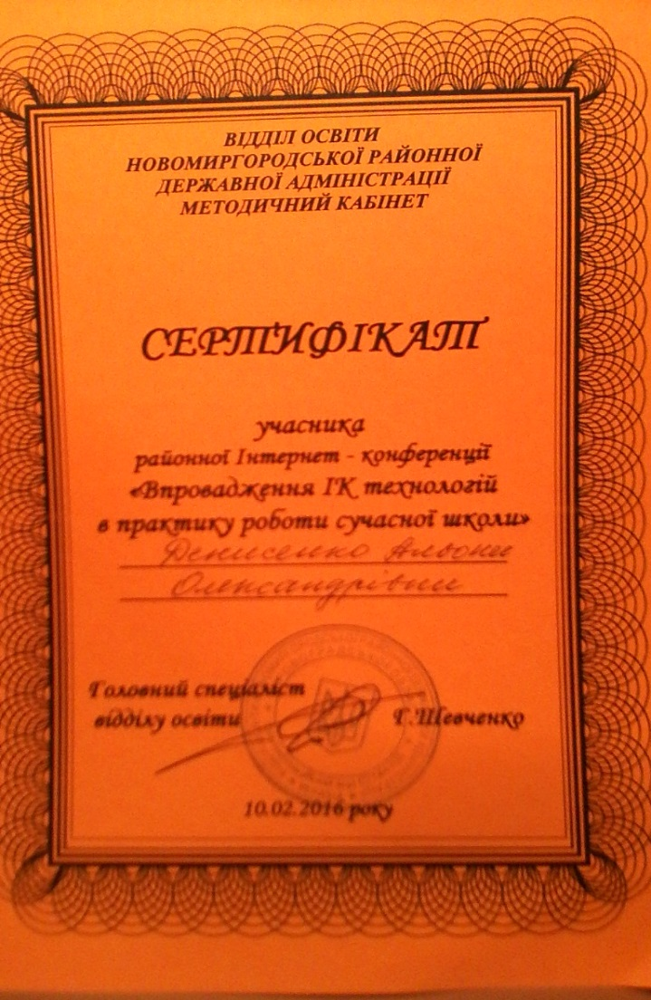 ВІДДІЛ ОСВІТИ
НОВОМИРГОРОДСЬКОЇ РАЙОННОЇ
ДЕРЖАВНОЇ АДМІНІСТРАЦІЇ
МЕТОДИЧНИЙ КАБІНЕТ
СЕРТИФІКАТ
учасника
районної Інтернет - конференції
«Впровадження ІК технологій
в практику роботи сучасної школи»
Денисенко Альони
Олександрівни
Головний спеціаліст
відділу освіти Г.Шевченко
10.02.2016 року